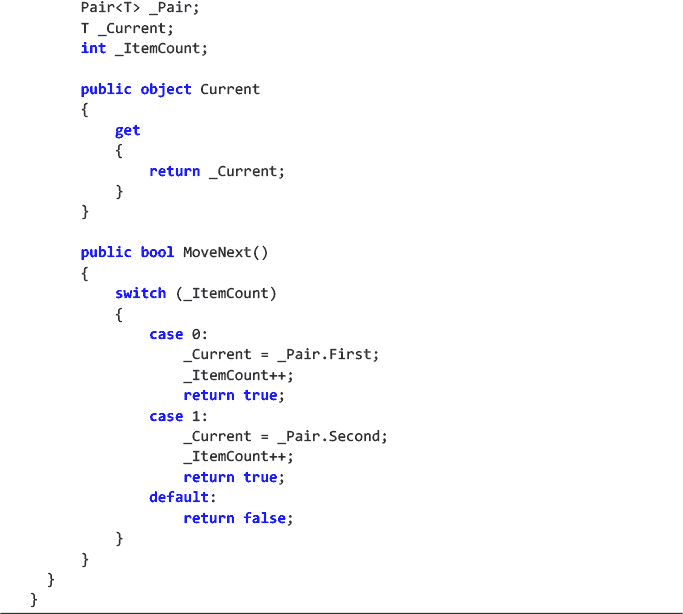 Pair<T> _Pair;
T _Current;
int _ItemCount;
public object Current
{
get
{
return _Current;
}
}
public bool MoveNext()
{
switch (_ItemCount)
{
case 0:
_Current = _Pair.First;
_ItemCount++;
return true;
case 1:
_Current = _Pair.Second;
_ItemCount++;
return true;
default:
return false;
}
}
}
}